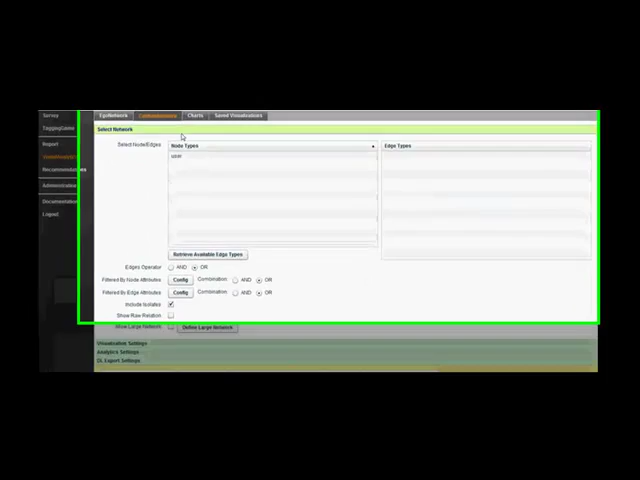 Survey
TaggingGame
Report
Visualizations
Recommendations
Administration
Documentation
Logout
EgoNetwork
Charts
Saved Visualizations
Select Network
Select Node/Edges
Node Types
Edge Types
user
Retrieve Available Edge Types
Edges Operator AND OR
Filtered By Node Attributes Config Combination: AND OR
Filtered By Edge Attributes Config Combination: AND OR
Include Isolates
Show Raw Relation
Show Large Network Define Large Network
Visualization Settings
Analytics Settings
DL Export Settings